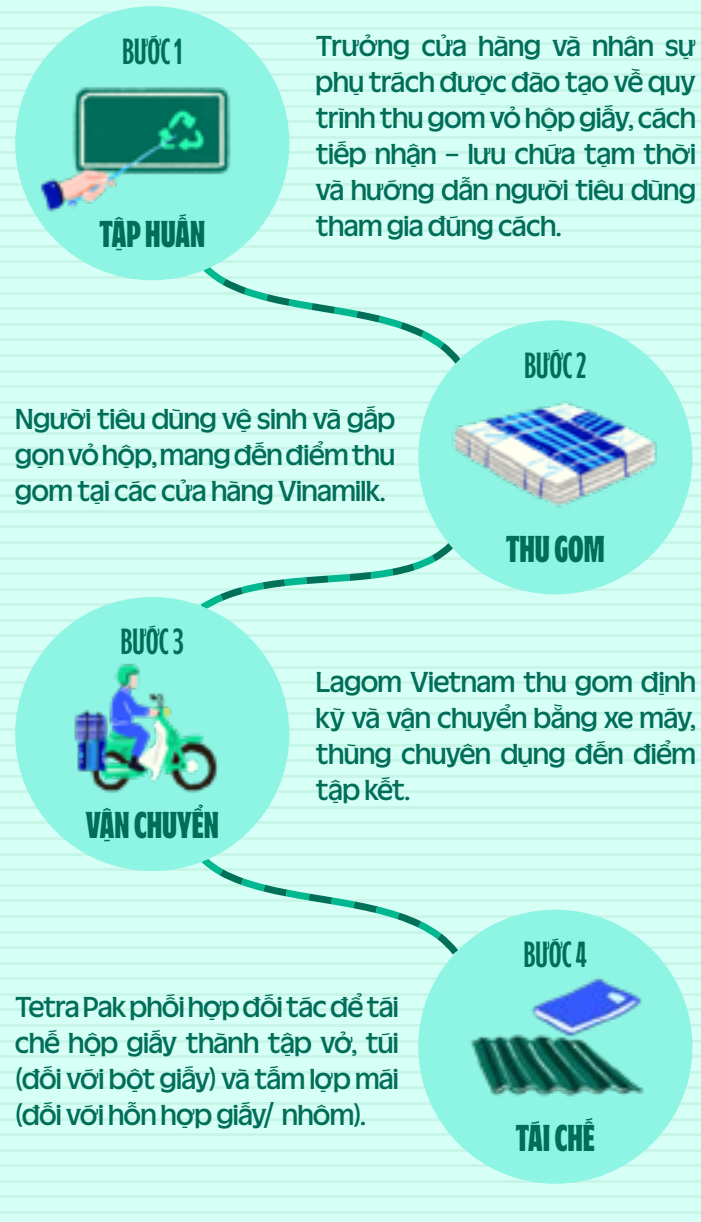 BƯỚC 1
TẬP HUẤN
Trưởng cửa hàng và nhân sự
phụ trách được đào tạo về quy
trình thu gom vỏ hộp giấy, cách
tiếp nhận – lưu chứa tạm thời
và hướng dẫn người tiêu dùng
tham gia đúng cách.
BƯỚC 2
THU GOM
Người tiêu dùng vệ sinh và gấp
gọn vỏ hộp, mang đến điểm thu
gom tại các cửa hàng Vinamilk.
BƯỚC 3
VẬN CHUYỂN
Lagom Vietnam thu gom định
kỳ và vận chuyển bằng xe máy,
thùng chuyên dụng đến điểm
tập kết.
BƯỚC 4
TÁI CHẾ
Tetra Pak phối hợp đối tác để tái
chế hộp giấy thành tập vở, túi
(đối với bột giấy) và tấm lợp mái
(đối với hỗn hợp giấy/ nhôm).